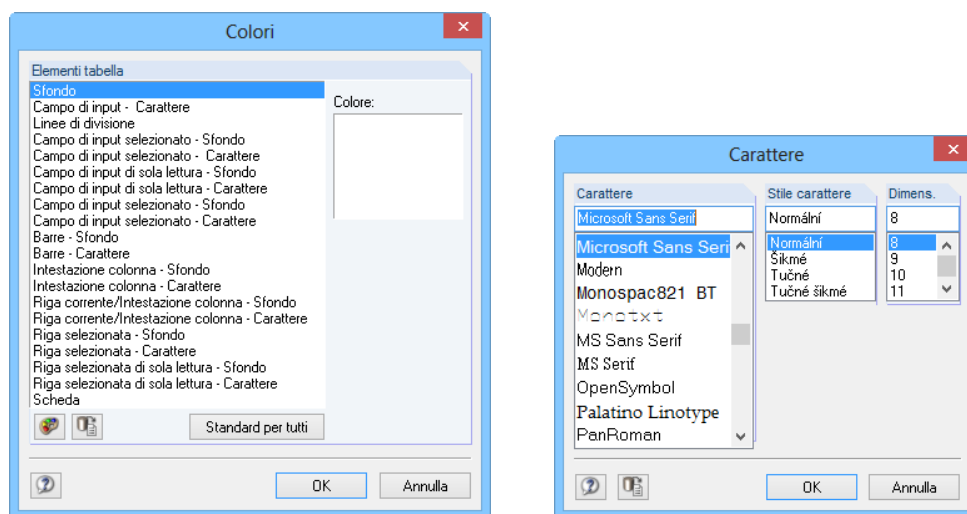 Colori
Elementi tabella
Sfondo
Campo di input - Carattere
Linee di divisione
Campo di input selezionato - Sfondo
Campo di input selezionato - Carattere
Campo di input di sola lettura - Sfondo
Campo di input di sola lettura - Carattere
Campo di input selezionato - Sfondo
Campo di input selezionato - Carattere
Barre - Sfondo
Barre - Carattere
Intestazione colonna - Sfondo
Intestazione colonna - Carattere
Riga corrente/Intestazione colonna - Sfondo
Riga corrente/Intestazione colonna - Carattere
Riga selezionata - Sfondo
Riga selezionata - Carattere
Riga selezionata di sola lettura - Sfondo
Riga selezionata di sola lettura - Carattere
Scheda
Colore:
Standard per tutti
OK
Annulla
Carattere
Carattere
Microsoft Sans Serif
Microsoft Sans Seri
Modern
Monospac821 BT
Monotxt
MS Sans Serif
MS Serif
OpenSymbol
Palatino Linotype
PanRoman
Stile carattere
Normální
Normální
Šikmé
Tučné
Tučné šikmé
Dimens.
8
8
9
10
11
OK
Annulla